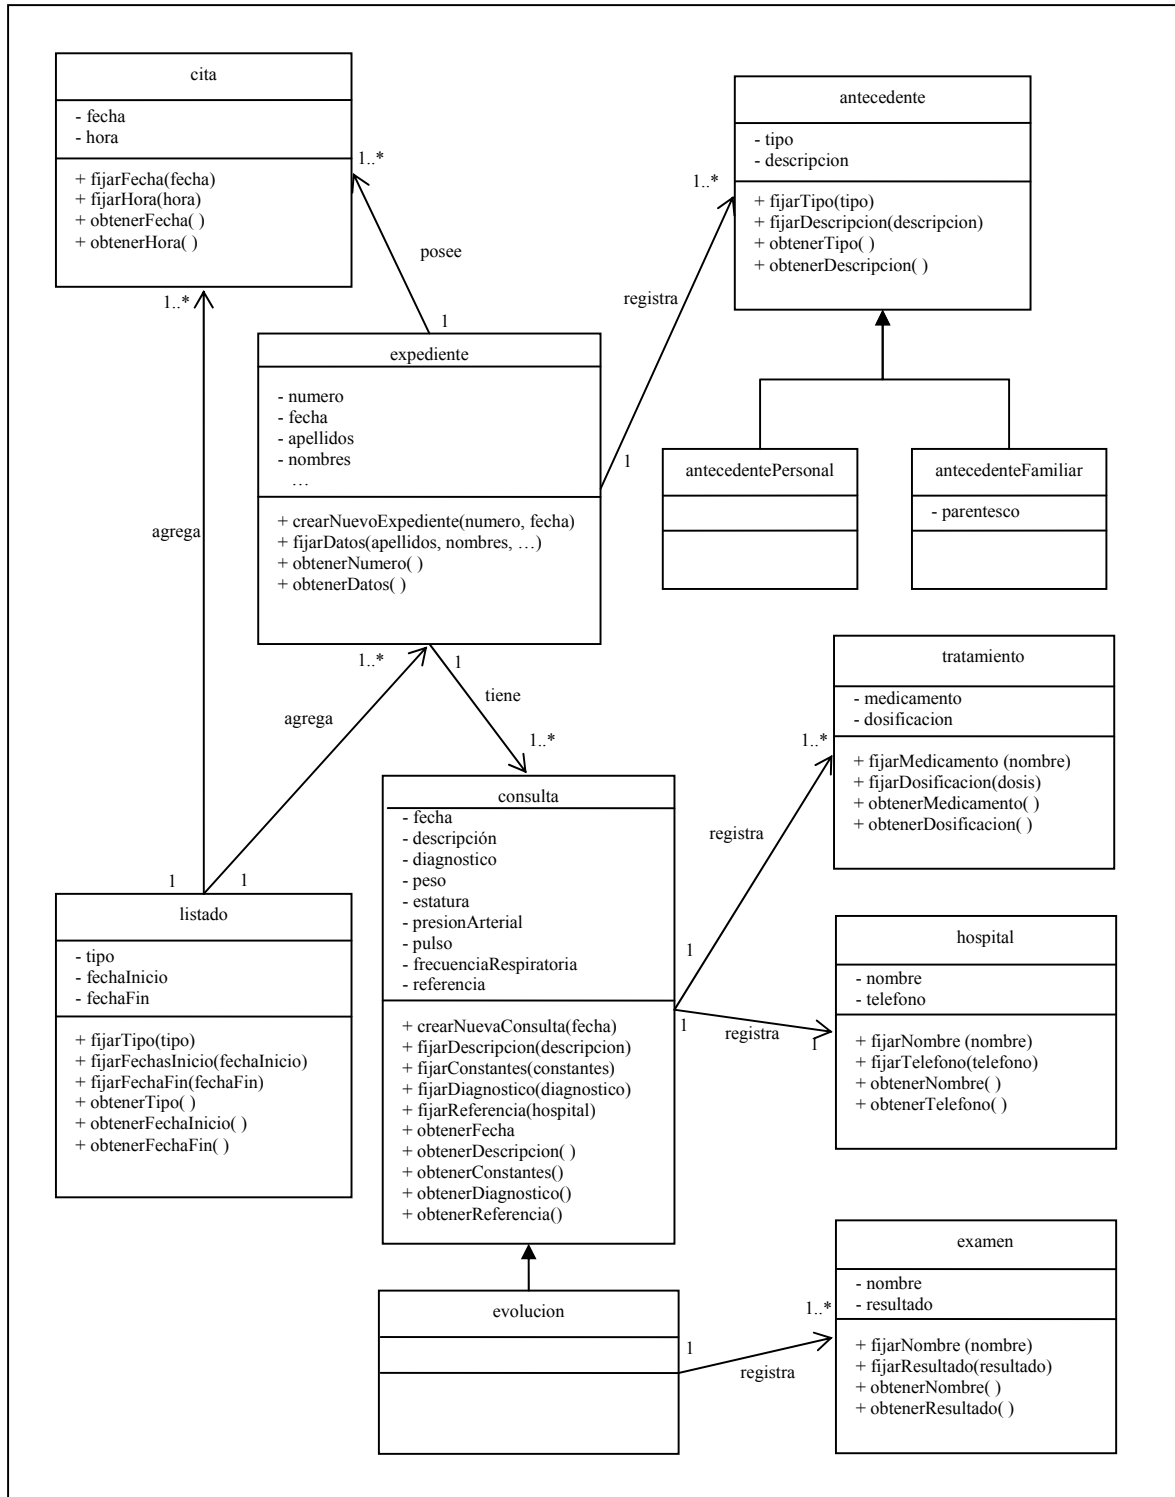 cita
- fecha
- hora
+ fijarFecha(fecha)
+ fijarHora(hora)
+ obtenerFecha( )
+ obtenerHora( )
1..*
posee
1
1..*
agrega
antecedente
- tipo
- descripcion
+ fijarTipo(tipo)
+ fijarDescripcion(descripcion)
+ obtenerTipo( )
+ obtenerDescripcion( )
1..*
registra
1
antecedentePersonal
antecedenteFamiliar
- parentesco
expediente
- numero
- fecha
- apellidos
- nombres
…
+ crearNuevoExpediente(numero, fecha)
+ fijarDatos(apellidos, nombres, …)
+ obtenerNumero( )
+ obtenerDatos( )
1..*
1
tiene
agrega
1..*
1
1
tratamiento
- medicamento
- dosificacion
+ fijarMedicamento (nombre)
+ fijarDosificacion(dosis)
+ obtenerMedicamento( )
+ obtenerDosificacion( )
1..*
registra
1
consulta
- fecha
- descripción
- diagnostico
- peso
- estatura
- presionArterial
- pulso
- frecuenciaRespiratoria
- referencia
+ crearNuevaConsulta(fecha)
+ fijarDescripcion(descripcion)
+ fijarConstantes(constantes)
+ fijarDiagnostico(diagnostico)
+ fijarReferencia(hospital)
+ obtenerFecha
+ obtenerDescripcion( )
+ obtenerConstantes()
+ obtenerDiagnostico()
+ obtenerReferencia()
listado
- tipo
- fechaInicio
- fechaFin
+ fijarTipo(tipo)
+ fijarFechasInicio(fechaInicio)
+ fijarFechaFin(fechaFin)
+ obtenerTipo( )
+ obtenerFechaInicio( )
+ obtenerFechaFin( )
hospital
- nombre
- telefono
+ fijarNombre (nombre)
+ fijarTelefono(telefono)
+ obtenerNombre( )
+ obtenerTelefono( )
1
registra
1
evolucion
1
registra
1..*
examen
- nombre
- resultado
+ fijarNombre (nombre)
+ fijarResultado(resultado)
+ obtenerNombre( )
+ obtenerResultado( )